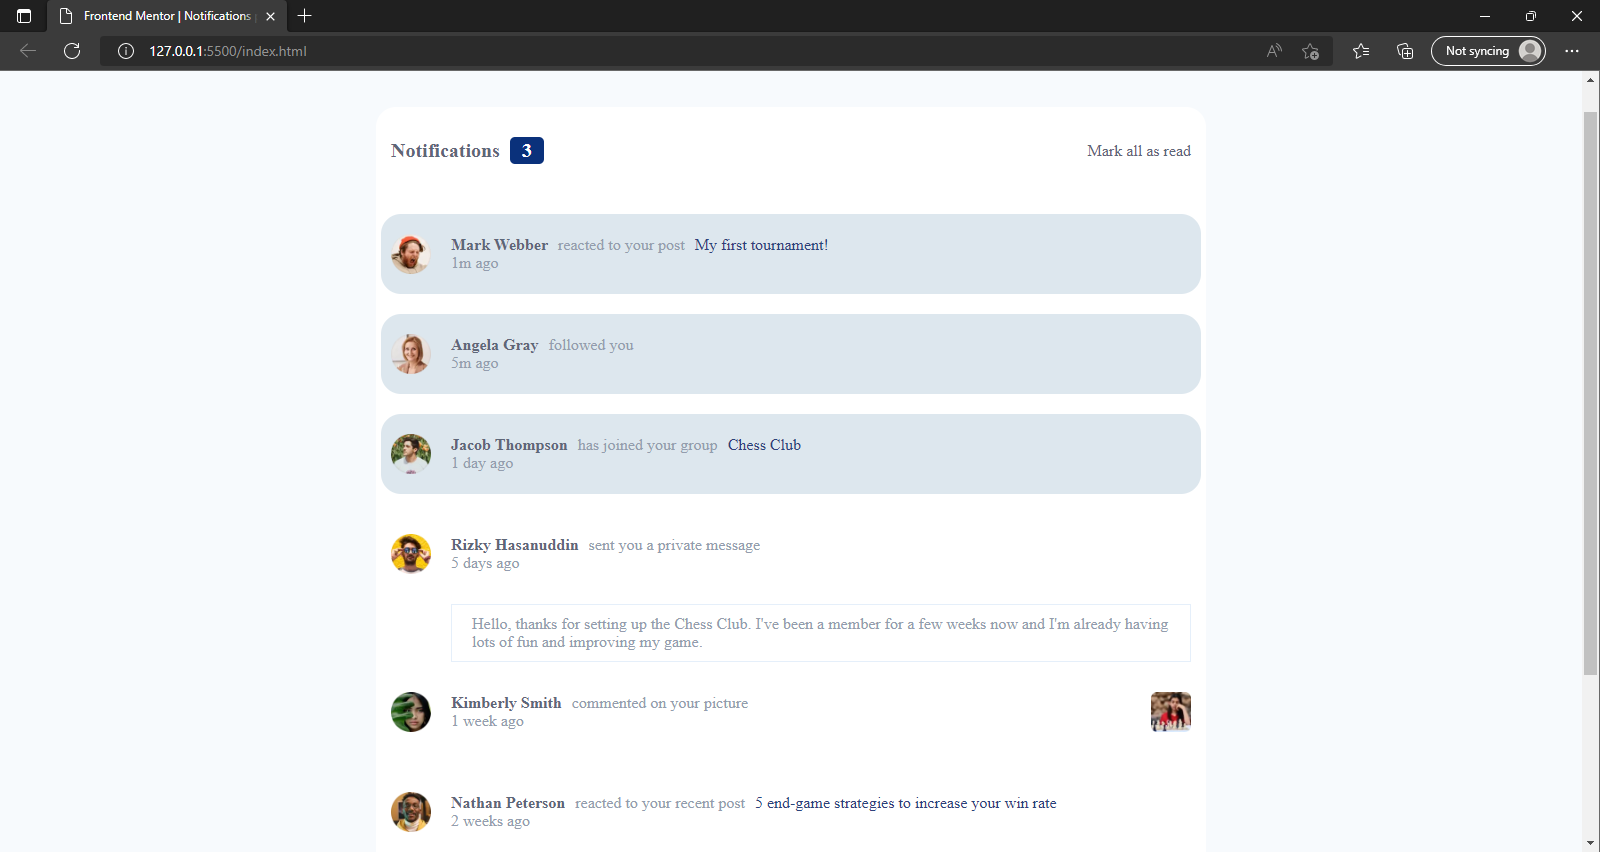 Frontend Mentor | Notifications
127.0.0.1:5500/index.html
Not syncing
Notifications 3
Mark all as read
Mark Webber reacted to your post My first tournament!
1m ago
Angela Gray followed you
5m ago
Jacob Thompson has joined your group Chess Club
1 day ago
Rizky Hasanuddin sent you a private message
5 days ago
Hello, thanks for setting up the Chess Club. I've been a member for a few weeks now and I'm already having
lots of fun and improving my game.
Kimberly Smith commented on your picture
1 week ago
Nathan Peterson reacted to your recent post 5 end-game strategies to increase your win rate
2 weeks ago